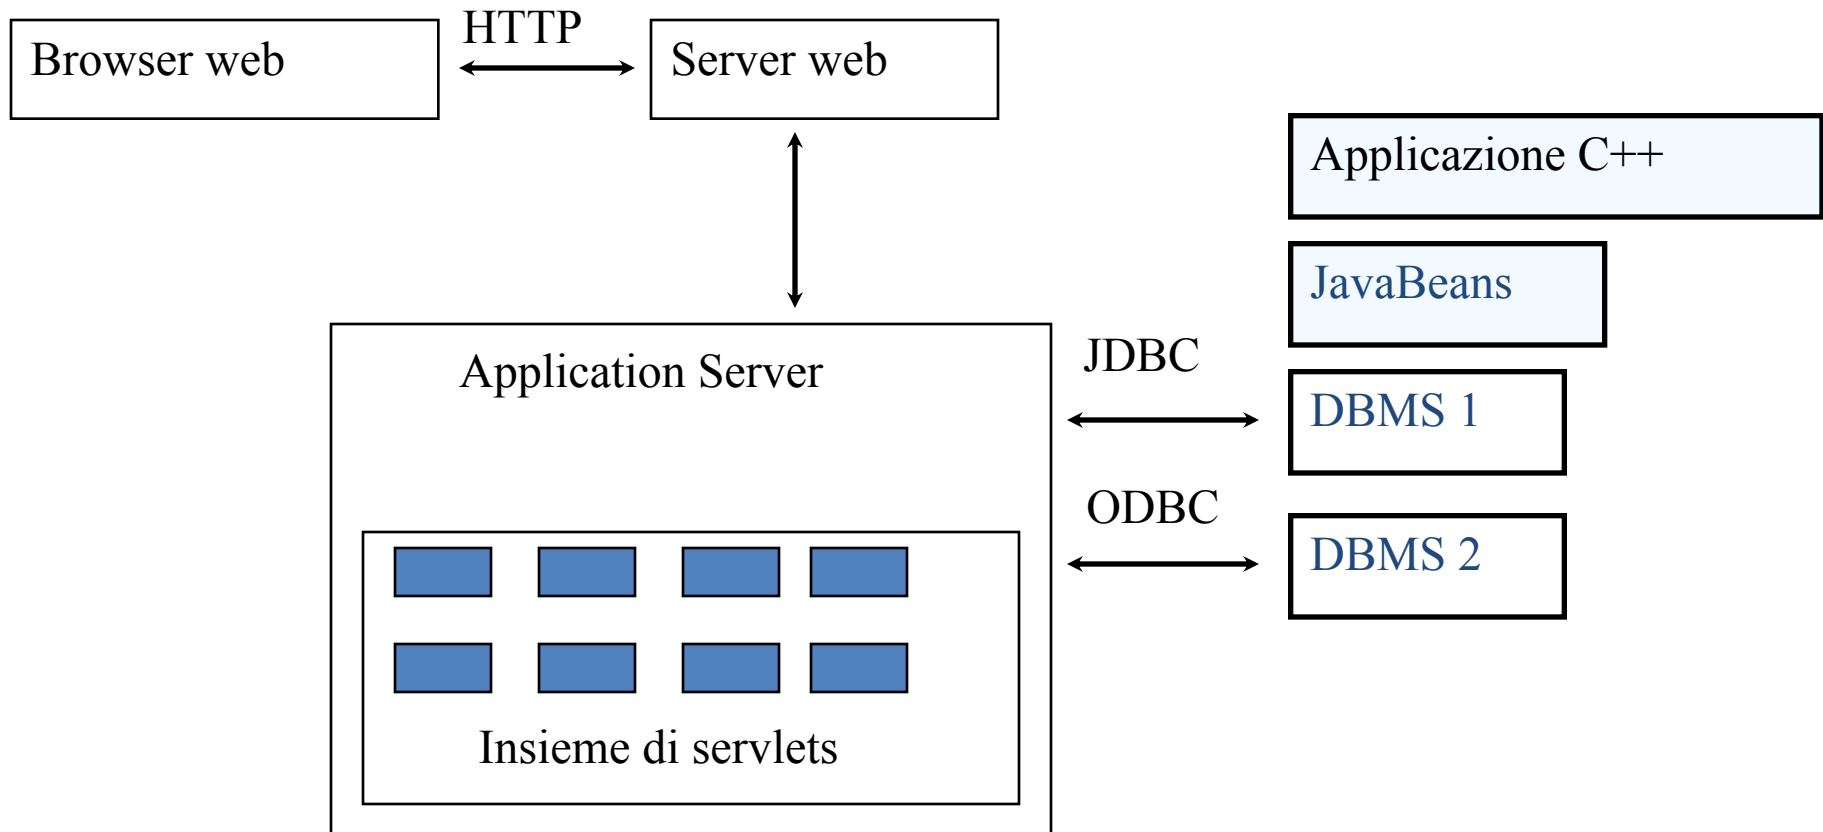 HTTP
Browser web
Server web
Applicazione C++
JavaBeans
JDBC
Application Server
DBMS 1
ODBC
DBMS 2
Insieme di servlets